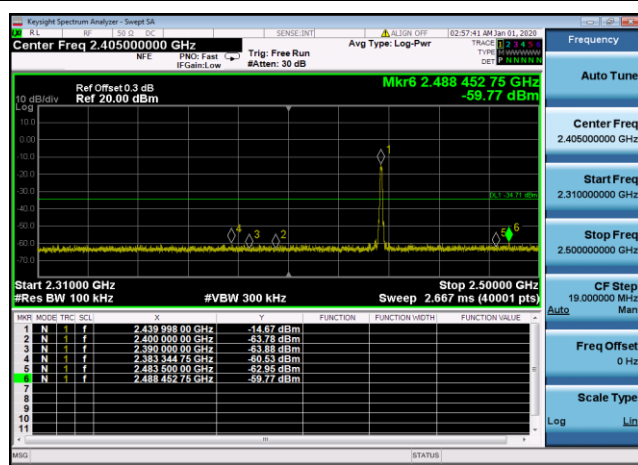 Keysight Spectrum Analyzer - Swept SA
RL RF 50 Ω DC SENSE:INT ALIGN OFF 02:57:41 AM Jan 01, 2020
Center Freq 2.405000000 GHz Avg Type: Log-Pwr TRACE 1 2 3 4 5 6
NFE PNO: Fast Trig: Free Run TYPE M W W W W W
IFGain:Low #Atten: 30 dB DET P N N N N N
Mkr6 2.488 452 75 GHz
-59.77 dBm
Ref Offset 0.3 dB
10 dB/div Ref 20.00 dBm
Log
10.0
0.00
-10.0
-20.0
-30.0
-40.0
-50.0
-60.0
-70.0
1
DL1 -34.71 dBm
4 3 2 5 6
Start 2.31000 GHz Stop 2.50000 GHz
#Res BW 100 kHz #VBW 300 kHz Sweep 2.667 ms (40001 pts)
MKR MODE TRC SCL X Y FUNCTION FUNCTION WIDTH FUNCTION VALUE
1 N 1 f 2.439 998 00 GHz -14.67 dBm
2 N 1 f 2.400 000 00 GHz -63.78 dBm
3 N 1 f 2.390 000 00 GHz -63.88 dBm
4 N 1 f 2.383 344 75 GHz -60.53 dBm
5 N 1 f 2.483 500 00 GHz -62.95 dBm
6 N 1 f 2.488 452 75 GHz -59.77 dBm
7
8
9
10
11
MSG STATUS
Frequency
Auto Tune
Center Freq
2.405000000 GHz
Start Freq
2.310000000 GHz
Stop Freq
2.500000000 GHz
CF Step
19.000000 MHz
Auto Man
Freq Offset
0 Hz
Scale Type
Log Lin